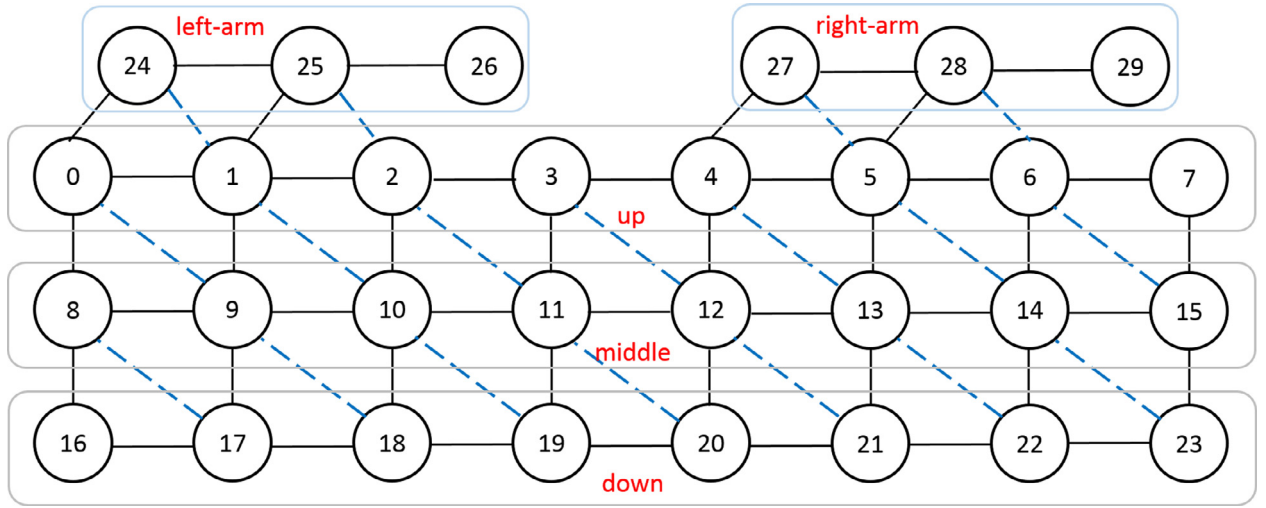 left-arm right-arm
24 25 26 27 28 29
0 1 2 3 4 5 6 7
up
8 9 10 11 12 13 14 15
middle
16 17 18 19 20 21 22 23
down